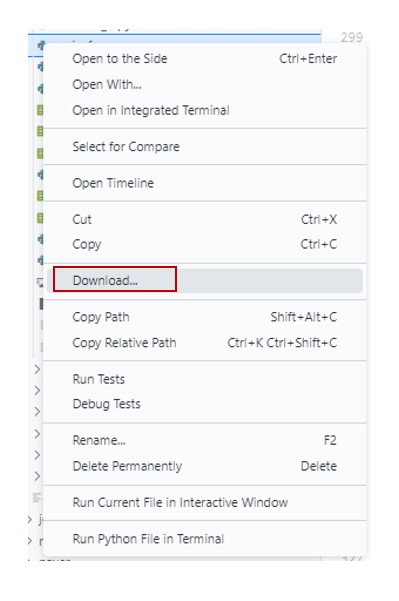 299
Open to the Side Ctrl+Enter
Open With...
Open in Integrated Terminal
Select for Compare
Open Timeline
Cut Ctrl+X
Copy Ctrl+C
Download...
Copy Path Shift+Alt+C
Copy Relative Path Ctrl+K Ctrl+Shift+C
Run Tests
Debug Tests
Rename... F2
Delete Permanently Delete
Run Current File in Interactive Window
Run Python File in Terminal